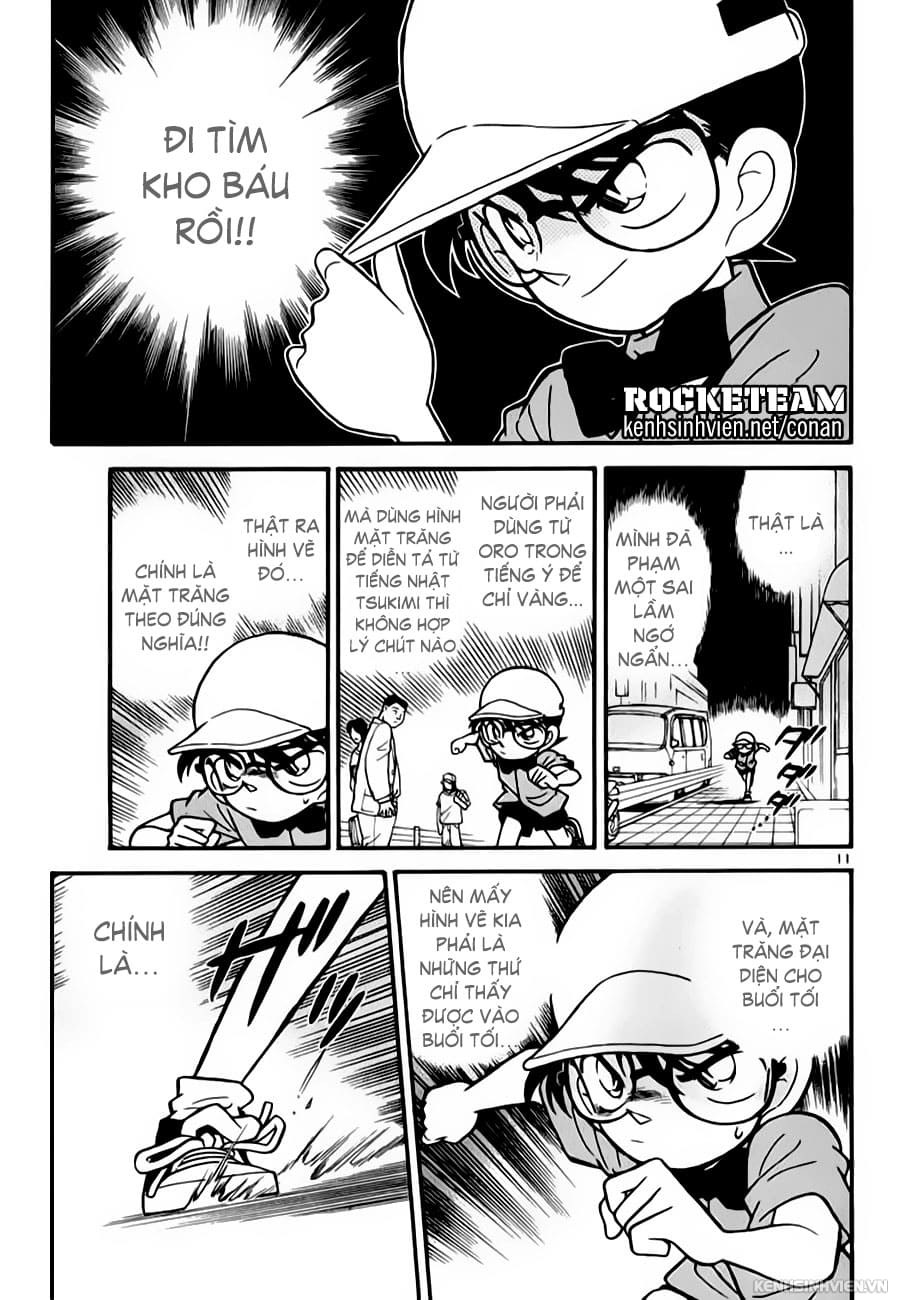 ĐI TÌM
KHO BÁU
RỒI!!
ROCKETEAM
kenhsinhvien.net/conan
THẬT LÀ
...
MÌNH ĐÃ
PHẠM
MỘT SAI
LẦM
NGỚ
NGẨN...
NGƯỜI PHẢI
DÙNG TỪ
ORO TRONG
TIẾNG Ý ĐỂ
CHỈ VÀNG...
MÀ DÙNG HÌNH
MẶT TRĂNG
ĐỂ DIỄN TẢ TỪ
TIẾNG NHẬT
TSUKIMI THÌ
KHÔNG HỢP
LÝ CHÚT NÀO
...
THẬT RA
HÌNH VẼ
ĐÓ...
CHÍNH LÀ
MẶT TRĂNG
THEO ĐÚNG
NGHĨA!!
ダダダ
11
VÀ, MẶT
TRĂNG ĐẠI
DIỆN CHO
BUỔI TỐI
...
NÊN MẤY
HÌNH VẼ KIA
PHẢI LÀ
NHỮNG THỨ
CHỈ THẤY
ĐƯỢC VÀO
BUỔI TỐI...
CHÍNH
LÀ...
KENHSINHVIEN.VN